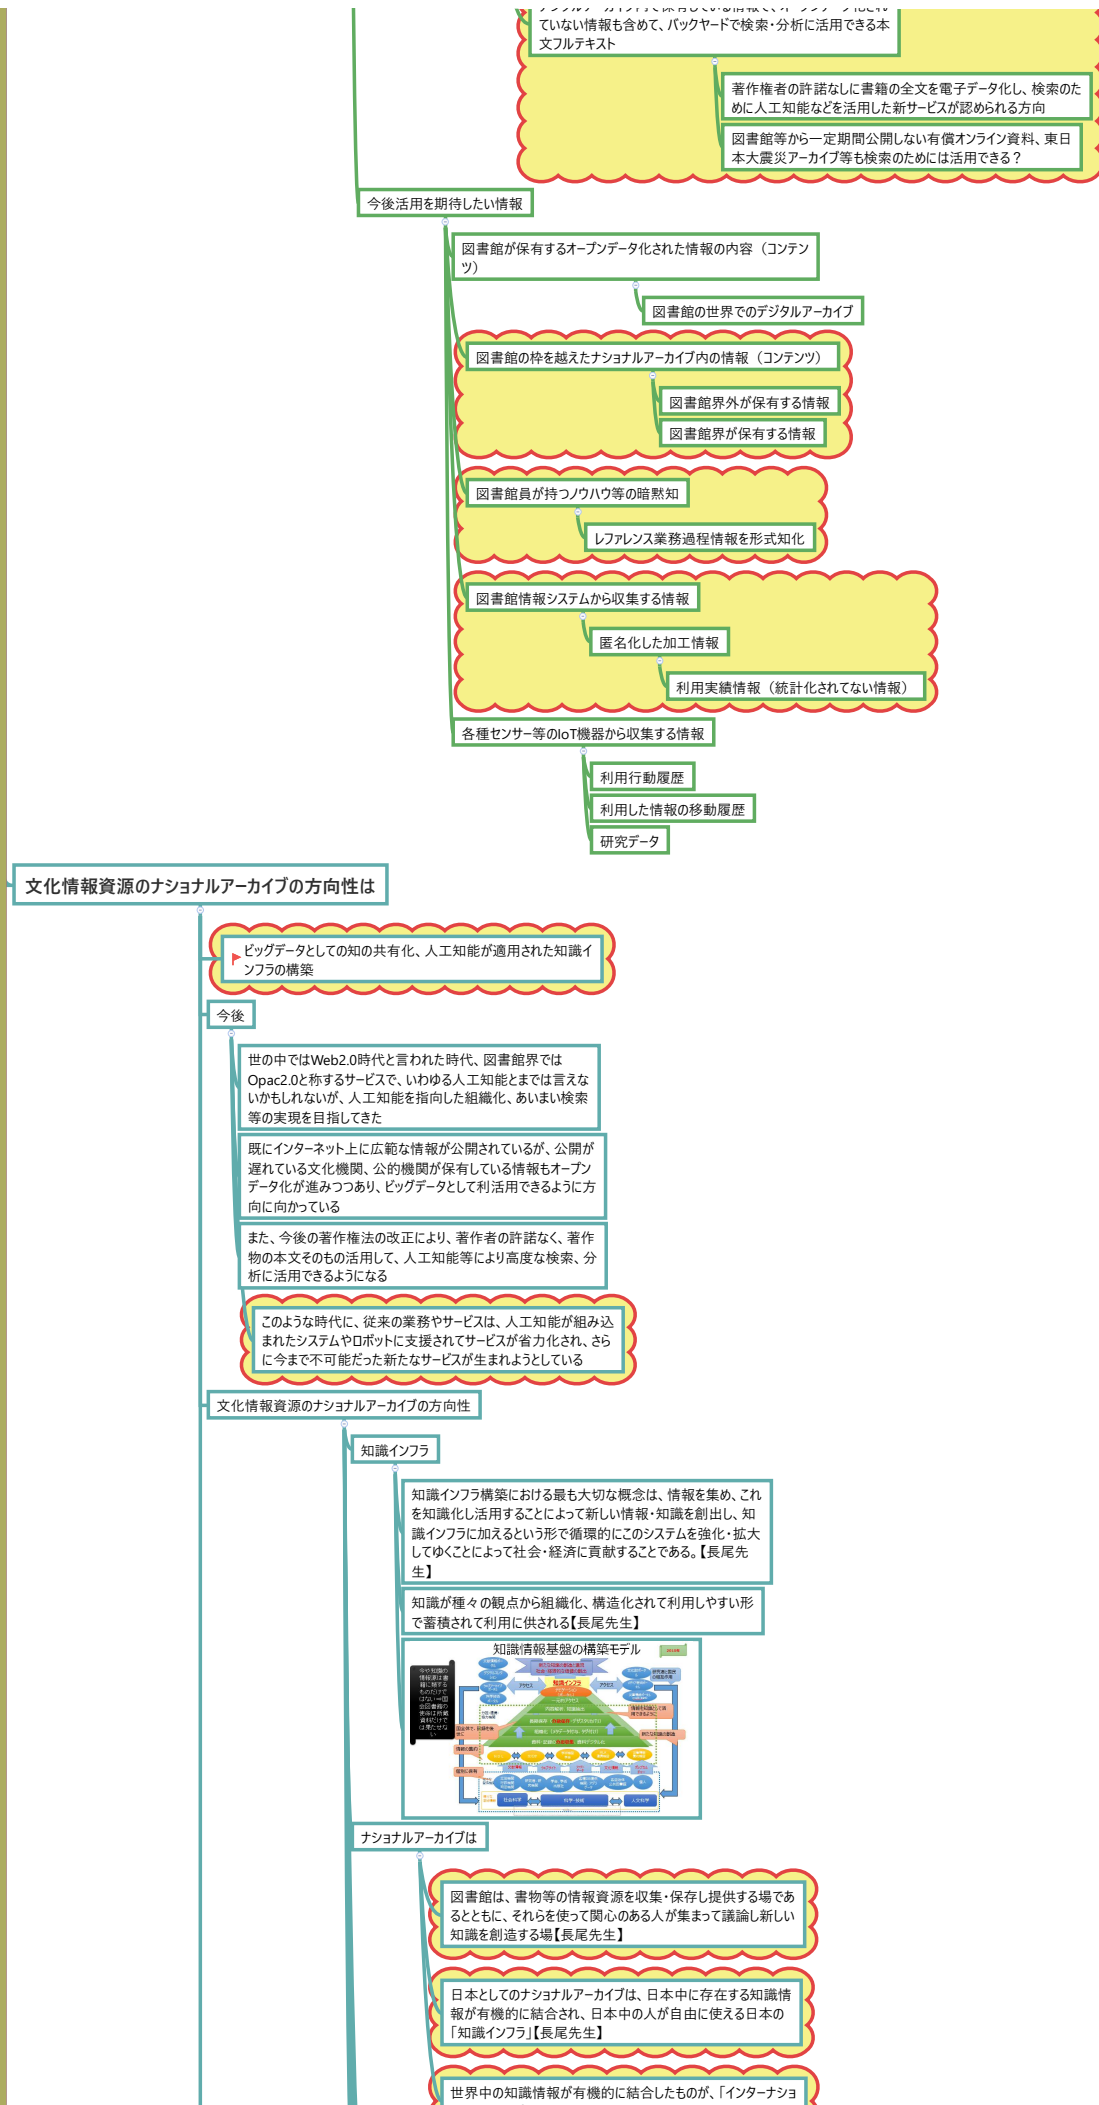 ていない情報も含めて、バックヤードで検索・分析に活用できる本
文フルテキスト
著作権者の許諾なしに書籍の全文を電子データ化し、検索のた
めに人工知能などを活用した新サービスが認められる方向
図書館等から一定期間公開しない有償オンライン資料、東日
本大震災アーカイブ等も検索のためには活用できる？
今後活用を期待したい情報
図書館が保有するオープンデータ化された情報の内容（コンテン
ツ）
図書館の世界でのデジタルアーカイブ
図書館の枠を越えたナショナルアーカイブ内の情報（コンテンツ）
図書館界外が保有する情報
図書館界が保有する情報
図書館員が持つノウハウ等の暗黙知
レファレンス業務過程情報を形式知化
図書館情報システムから収集する情報
匿名化した加工情報
利用実績情報（統計化されてない情報）
各種センサー等のIoT機器から収集する情報
利用行動履歴
利用した情報の移動履歴
研究データ
文化情報資源のナショナルアーカイブの方向性は
ビッグデータとしての知の共有化、人工知能が適用された知識イ
ンフラの構築
今後
世の中ではWeb2.0時代と言われた時代、図書館界では
Opac2.0と称するサービスで、いわゆる人工知能とまでは言えな
いかもしれないが、人工知能を指向した組織化、あいまい検索
等の実現を目指してきた
既にインターネット上に広範な情報が公開されているが、公開が
遅れている文化機関、公的機関が保有している情報もオープン
データ化が進みつつあり、ビッグデータとして利活用できるように方
向に向かっている
また、今後の著作権法の改正により、著作者の許諾なく、著作
物の本文そのもの活用して、人工知能等により高度な検索、分
析に活用できるようになる
このような時代に、従来の業務やサービスは、人工知能が組み込
まれたシステムやロボットに支援されてサービスが省力化され、さら
に今まで不可能だった新たなサービスが生まれようとしている
文化情報資源のナショナルアーカイブの方向性
知識インフラ
知識インフラ構築における最も大切な概念は、情報を集め、これ
を知識化し活用することによって新しい情報・知識を創出し、知
識インフラに加えるという形で循環的にこのシステムを強化・拡大
してゆくことによって社会・経済に貢献することである。【長尾先
生】
知識が種々の観点から組織化、構造化されて利用しやすい形
で蓄積されて利用に供される【長尾先生】
知識情報基盤の構築モデル
知識インフラ
アクセス
アクセス
社会科学
科学・技術
人文科学
ナショナルアーカイブは
図書館は、書物等の情報資源を収集・保存し提供する場であ
るとともに、それらを使って関心のある人が集まって議論し新しい
知識を創造する場【長尾先生】
日本としてのナショナルアーカイブは、日本中に存在する知識情
報が有機的に結合され、日本中の人が自由に使える日本の
「知識インフラ」【長尾先生】
世界中の知識情報が有機的に結合したものが、「インターナショ